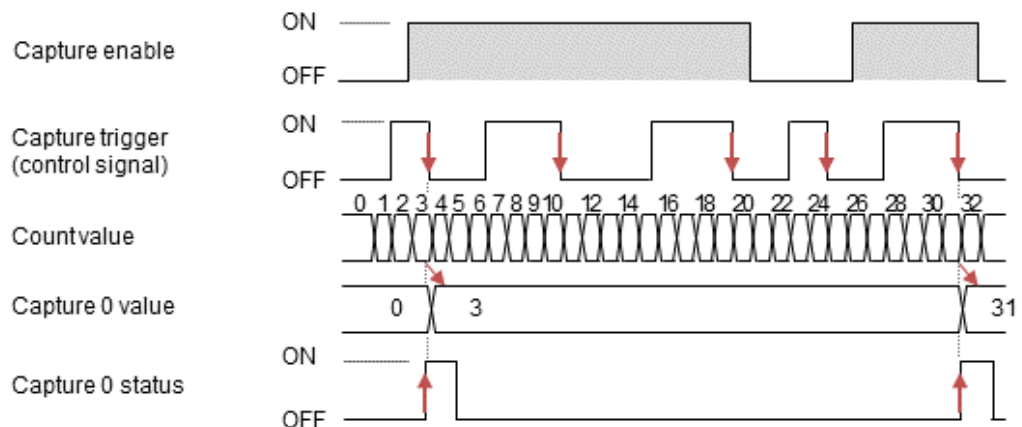 ON
Capture enable
OFF
ON
Capture trigger
(control signal)
OFF
0 1 2 3 4 5 6 7 8 9 10 12 14 16 18 20 22 24 26 28 30 32
Count value
Capture 0 value 0 3 31
ON
Capture 0 status
OFF